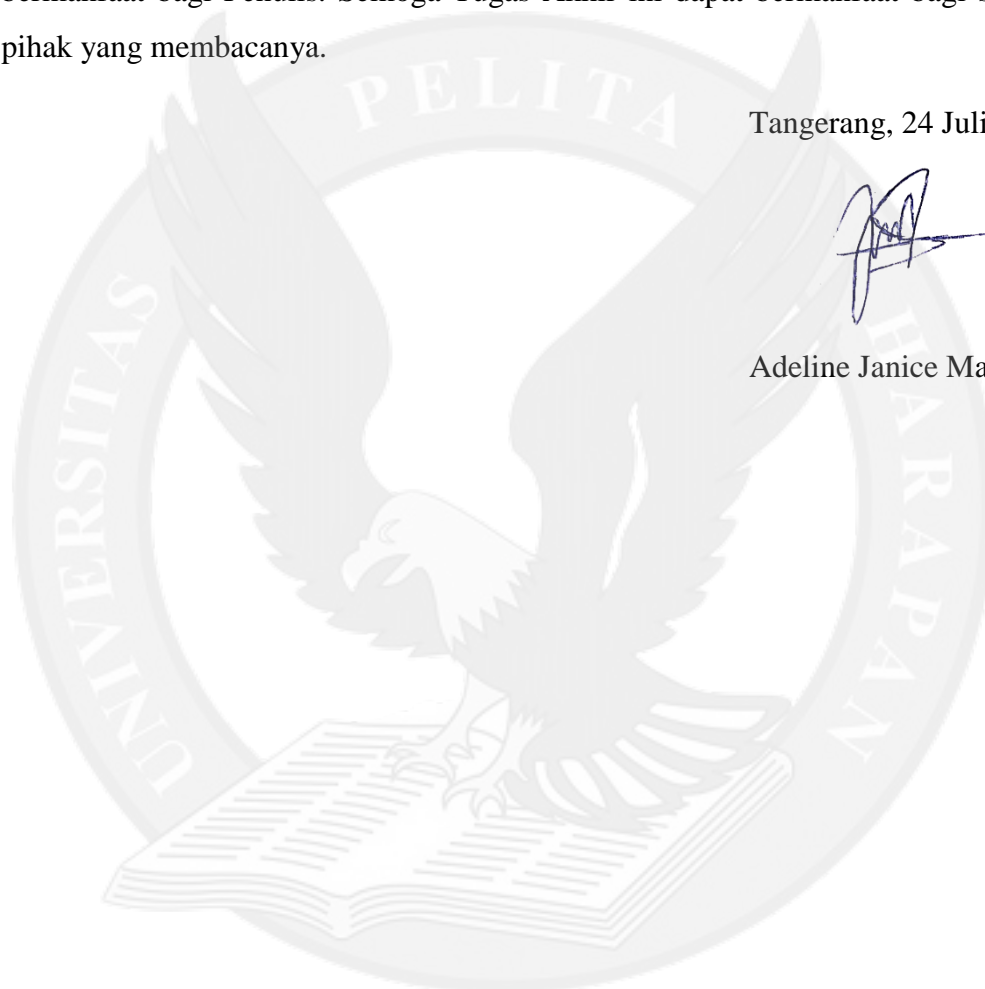 bermanfaat bagi Penulis. Semoga Tugas Akhir ini dapat bermanfaat bagi
pihak yang membacanya.
PELITA
Tangerang, 24 Juli
Adeline Janice Ma
UNIVERSITAS
HARAPAN